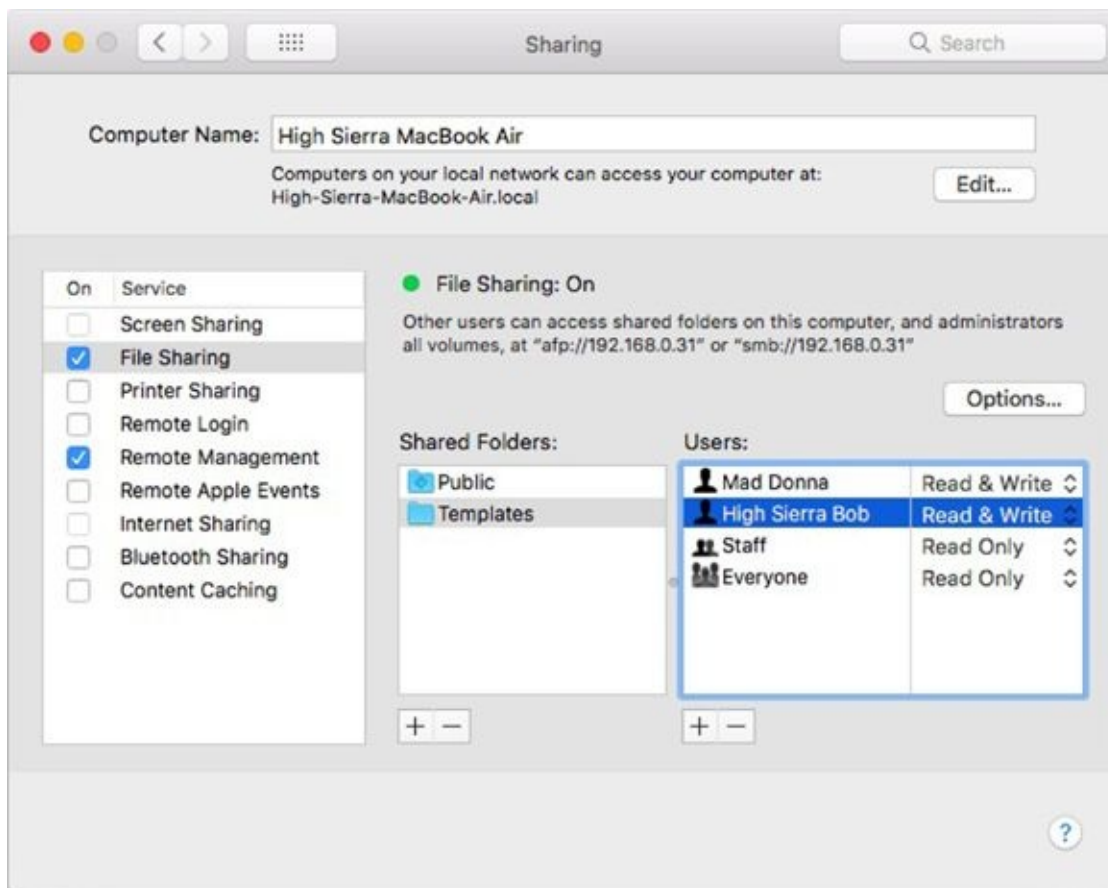 Sharing
Search
Computer Name: High Sierra MacBook Air
Computers on your local network can access your computer at:
High-Sierra-MacBook-Air.local
Edit...
On Service
Screen Sharing
File Sharing
Printer Sharing
Remote Login
Remote Management
Remote Apple Events
Internet Sharing
Bluetooth Sharing
Content Caching
File Sharing: On
Other users can access shared folders on this computer, and administrators
all volumes, at “afp://192.168.0.31” or “smb://192.168.0.31”
Options...
Shared Folders:
Public
Templates
+ −
Users:
Mad Donna Read & Write
High Sierra Bob Read & Write
Staff Read Only
Everyone Read Only
+ −
?